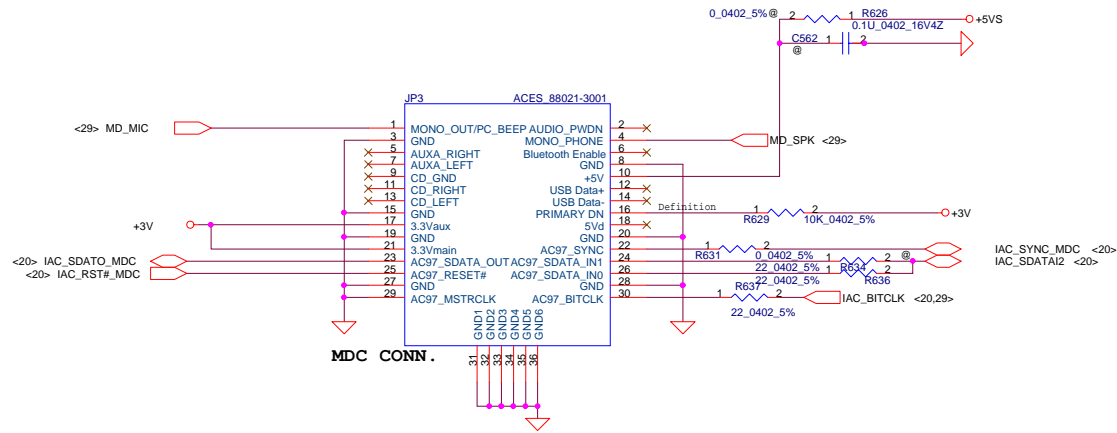 0_0402_5% @ 2 1 R626 +5VS
0.1U_0402_16V4Z
C562 1 2
@
JP3 ACES_88021-3001
<29> MD_MIC 1 MONO_OUT/PC_BEEP AUDIO_PWDN 2
3 GND MONO_PHONE 4 MD_SPK <29>
5 AUXA_RIGHT Bluetooth Enable 6
7 AUXA_LEFT GND 8
9 CD_GND +5V 10
11 CD_RIGHT USB Data+ 12
13 CD_LEFT USB Data- 14
15 GND PRIMARY DN 16 Definition R629 1 2 10K_0402_5% +3V
+3V 17 3.3Vaux 5Vd 18
19 GND GND 20
21 3.3Vmain AC97_SYNC 22 R631 1 2 0_0402_5% IAC_SYNC_MDC <20>
<20> IAC_SDATO_MDC 23 AC97_SDATA_OUT AC97_SDATA_IN1 24 22_0402_5% 1 R634 2 @ IAC_SDATAI2 <20>
<20> IAC_RST#_MDC 25 AC97_RESET# AC97_SDATA_IN0 26 22_0402_5% 1 R636 2
27 GND GND 28
29 AC97_MSTRCLK AC97_BITCLK 30 R637 1 2 22_0402_5% IAC_BITCLK <20,29>
GND1 GND2 GND3 GND4 GND5 GND6
31 32 33 34 35 36
MDC CONN.